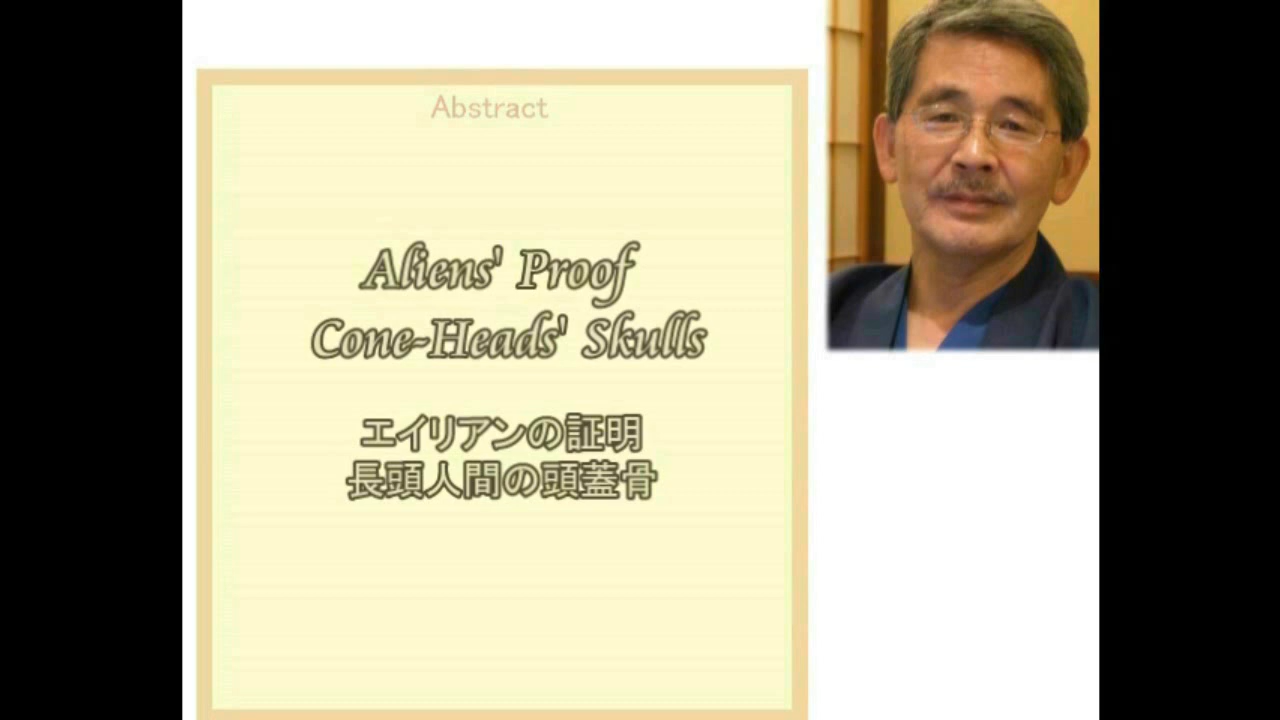 Abstract
Aliens' Proof
Cone-Heads' Skulls
エイリアンの証明
長頭人間の頭蓋骨